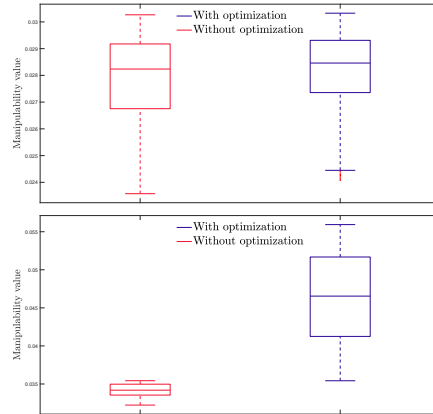 With optimization
Without optimization
Manipulability value
0.03
0.029
0.028
0.027
0.026
0.025
0.024
With optimization
Without optimization
Manipulability value
0.055
0.05
0.045
0.04
0.035